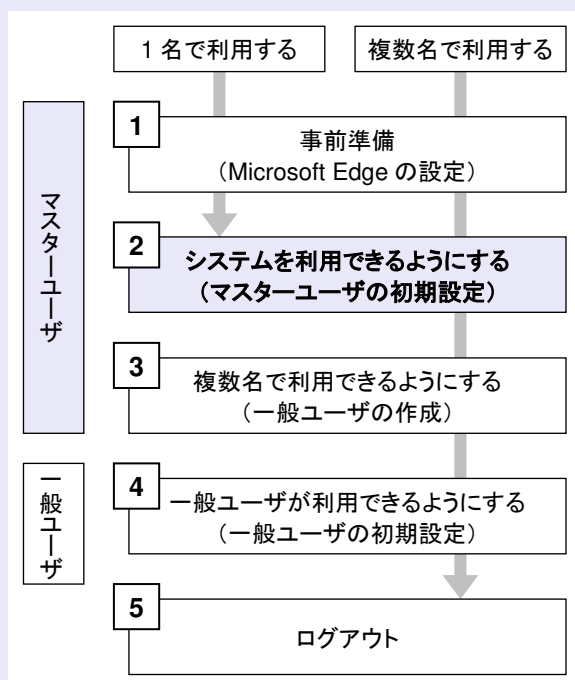 1 名で利用する
複数名で利用する
マスターユーザ
1
事前準備
(Microsoft Edge の設定)
2
システムを利用できるようにする
(マスターユーザの初期設定)
3
複数名で利用できるようにする
(一般ユーザの作成)
一般ユーザ
4
一般ユーザが利用できるようにする
(一般ユーザの初期設定)
5
ログアウト